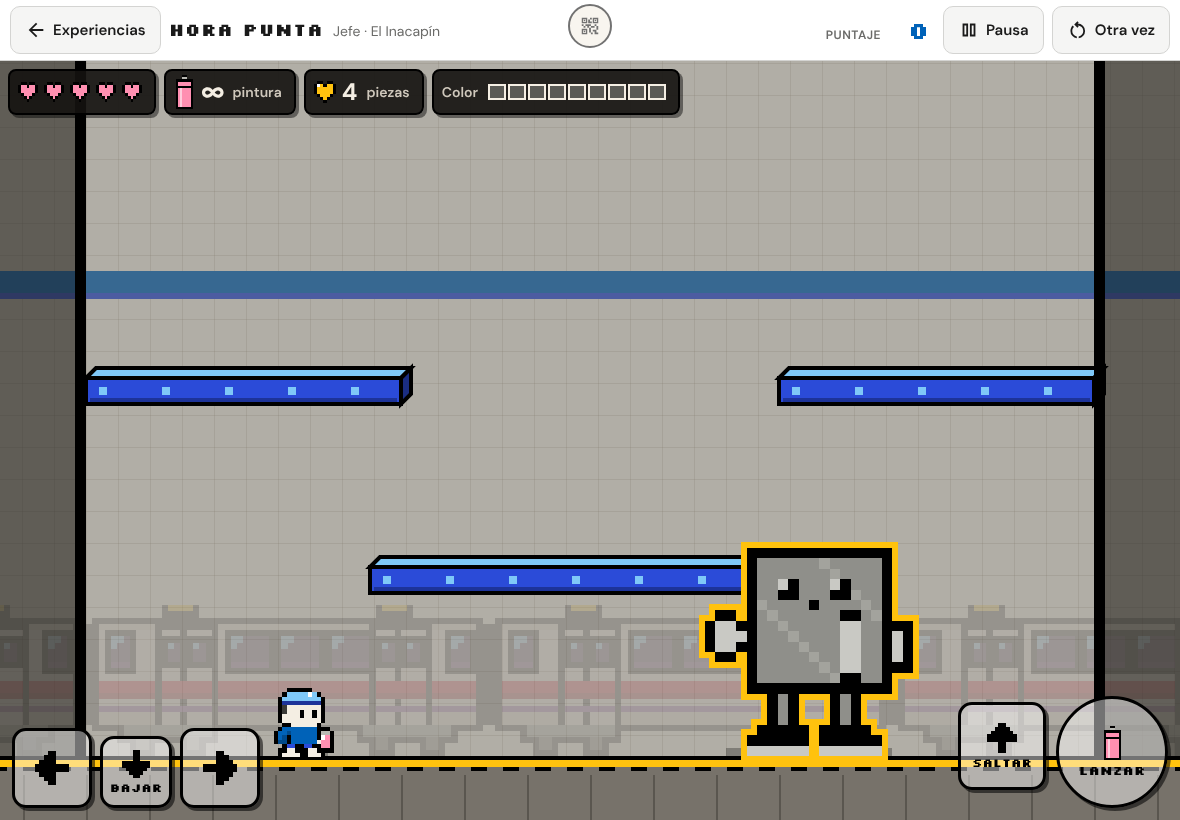 Experiencias
HORA PUNTA
Jefe · El Inacapín
PUNTAJE
0
Pausa
Otra vez
∞ pintura
4 piezas
Color
BAJAR
SALTAR
LANZAR